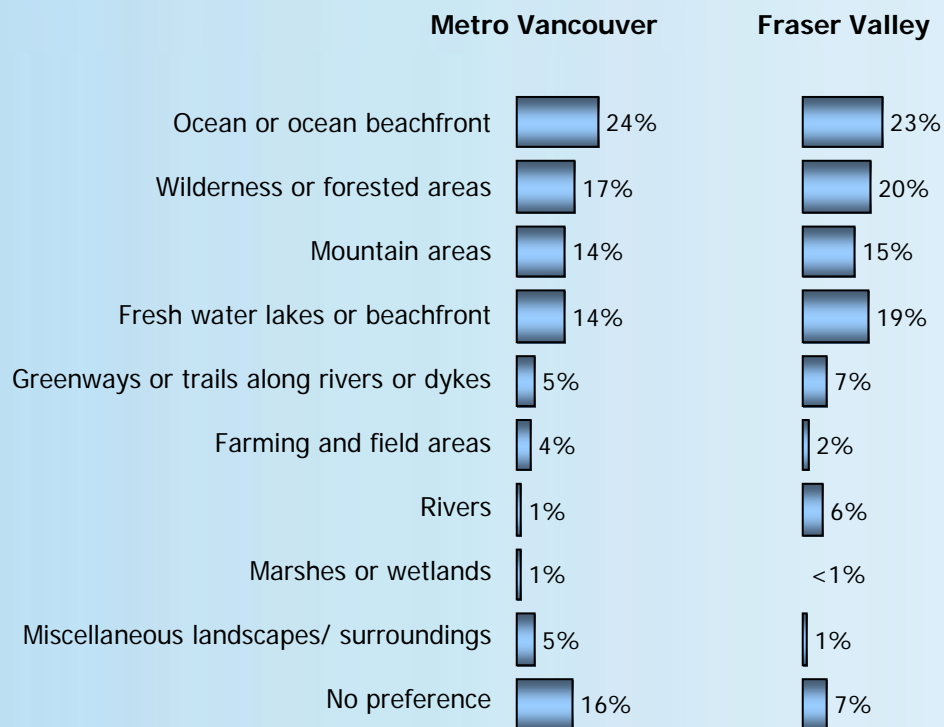 Metro Vancouver Fraser Valley
Ocean or ocean beachfront 24% 23%
Wilderness or forested areas 17% 20%
Mountain areas 14% 15%
Fresh water lakes or beachfront 14% 19%
Greenways or trails along rivers or dykes 5% 7%
Farming and field areas 4% 2%
Rivers 1% 6%
Marshes or wetlands 1% <1%
Miscellaneous landscapes/ surroundings 5% 1%
No preference 16% 7%